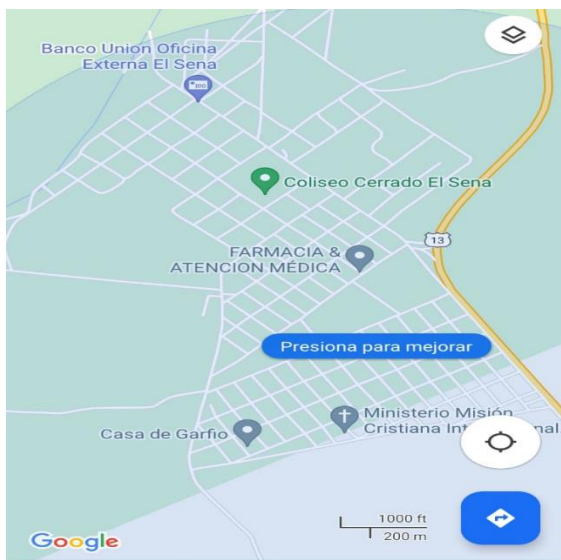 Banco Union Oficina
Externa El Sena
Coliseo Cerrado El Sena
13
FARMACIA &
ATENCION MÉDICA
Presiona para mejorar
Ministerio Misión
Cristiana
Casa de Garfio
1000 ft
200 m
Google